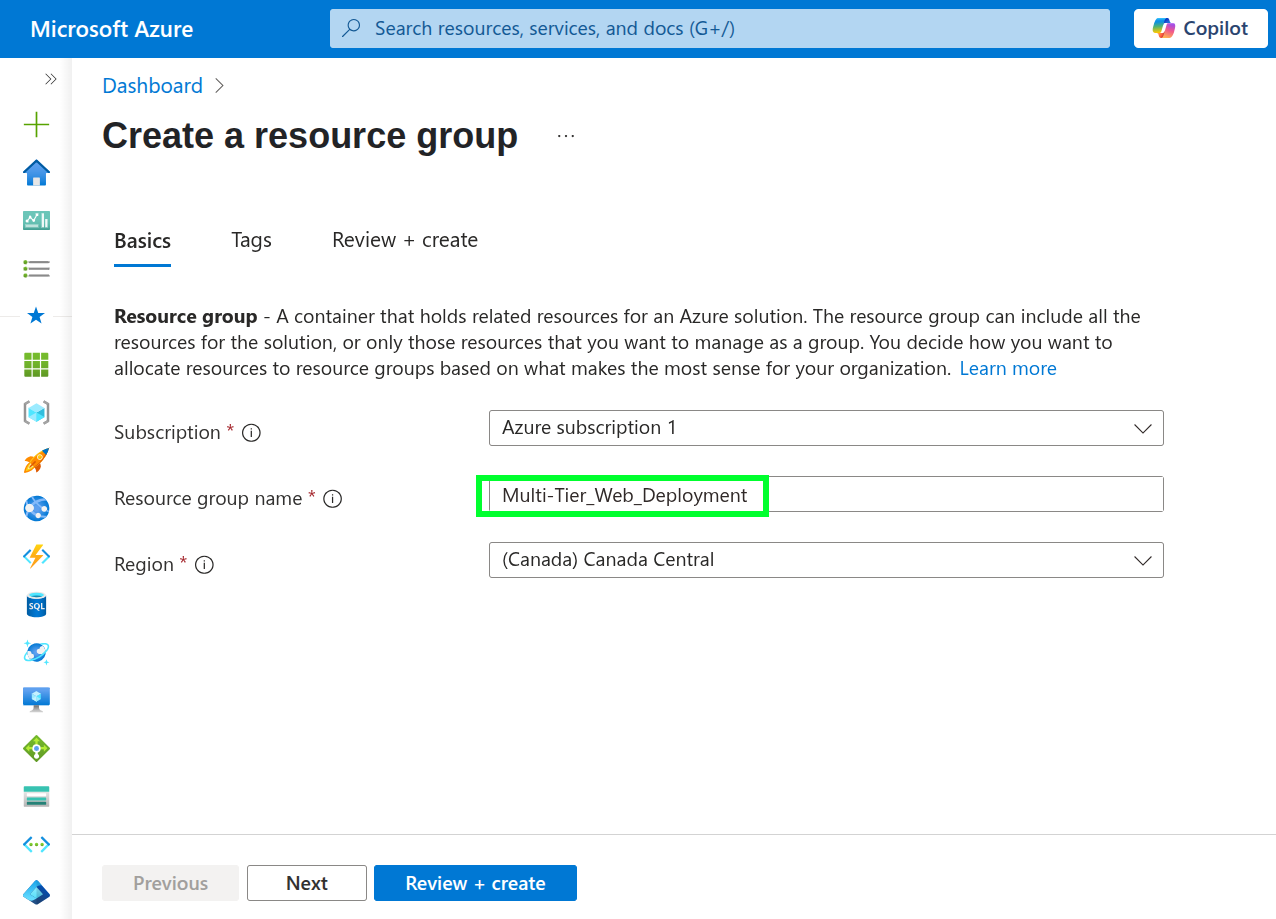 Microsoft Azure
Search resources, services, and docs (G+/)
Copilot
Dashboard
Create a resource group
...
Basics
Tags
Review + create
Resource group - A container that holds related resources for an Azure solution. The resource group can include all the
resources for the solution, or only those resources that you want to manage as a group. You decide how you want to
allocate resources to resource groups based on what makes the most sense for your organization. Learn more
Subscription *
Azure subscription 1
Resource group name *
Multi-Tier_Web_Deployment
Region *
(Canada) Canada Central
SQL
Previous
Next
Review + create